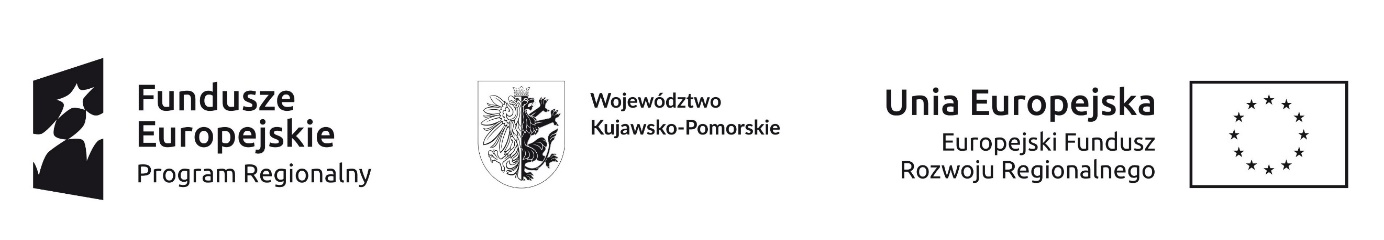 Fundusze
Europejskie
Program Regionalny
Województwo
Kujawsko-Pomorskie
Unia Europejska
Europejski Fundusz
Rozwoju Regionalnego